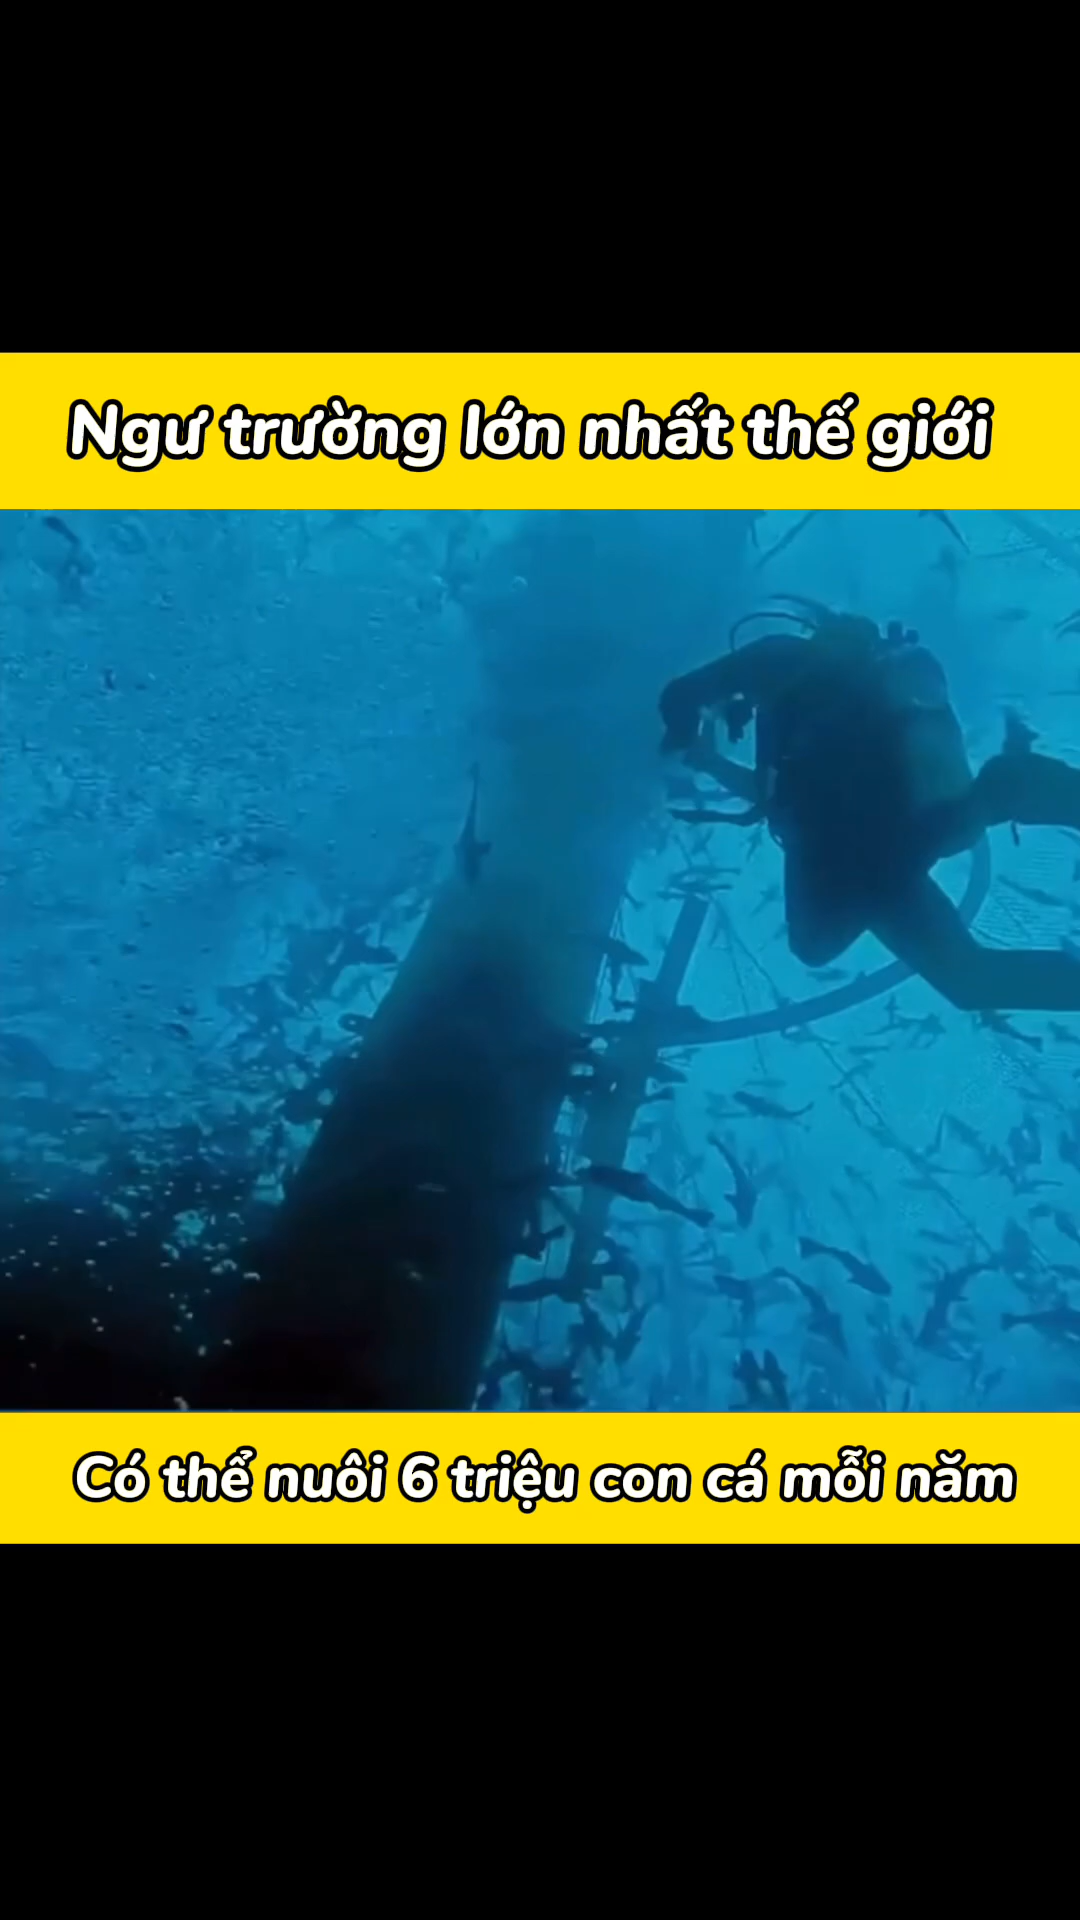 Ngư trường lớn nhất thế giới
Có thể nuôi 6 triệu con cá mỗi năm